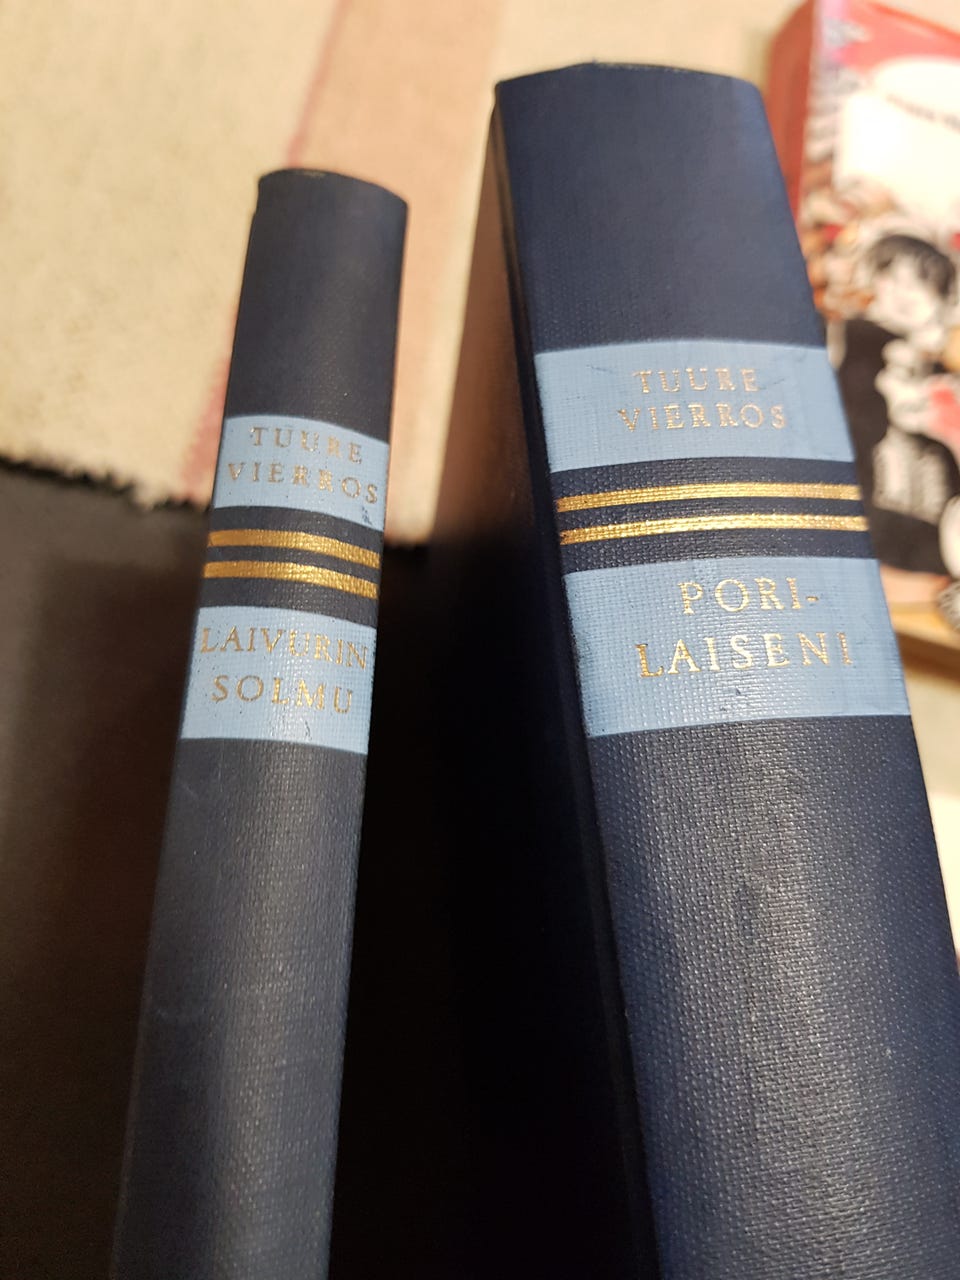 TUURE
VIERROS
LAIVURIN
SOLMU
TUURE
VIERROS
PORI-
LAISENI